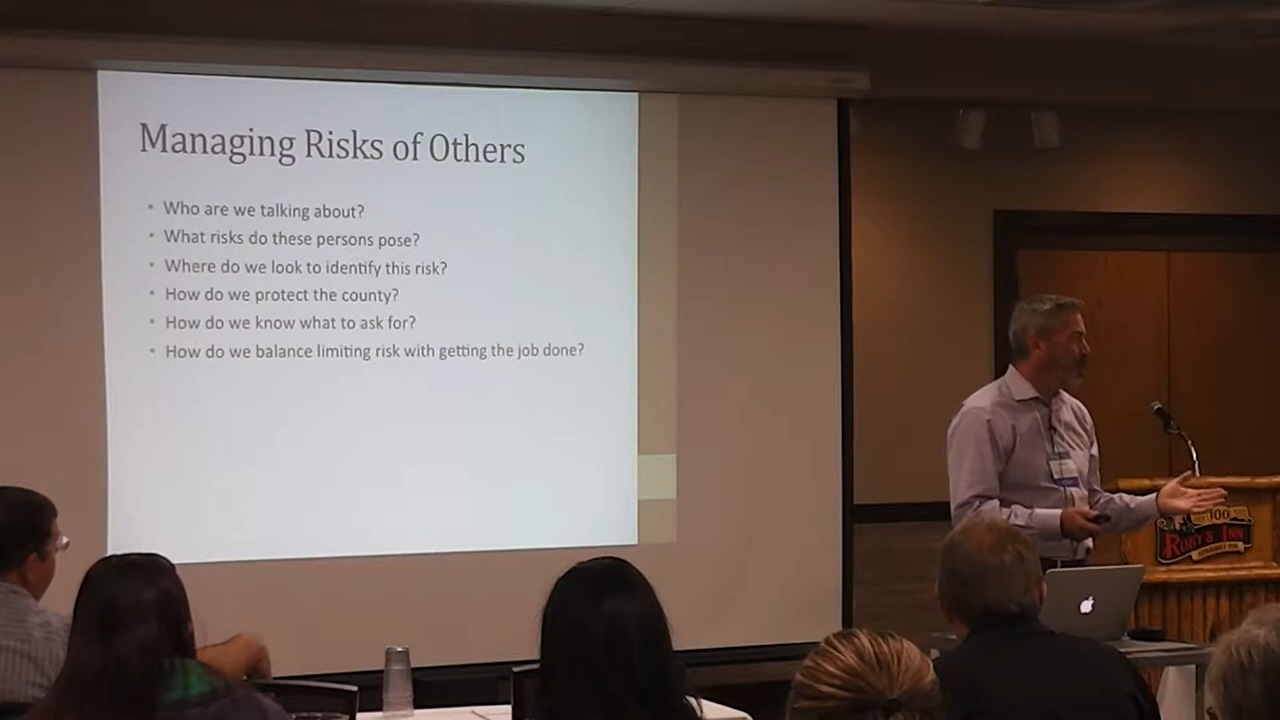 Managing Risks of Others
• Who are we talking about?
• What risks do these persons pose?
• Where do we look to identify this risk?
• How do we protect the county?
• How do we know what to ask for?
• How do we balance limiting risk with getting the job done?
100
RUBY'S INN